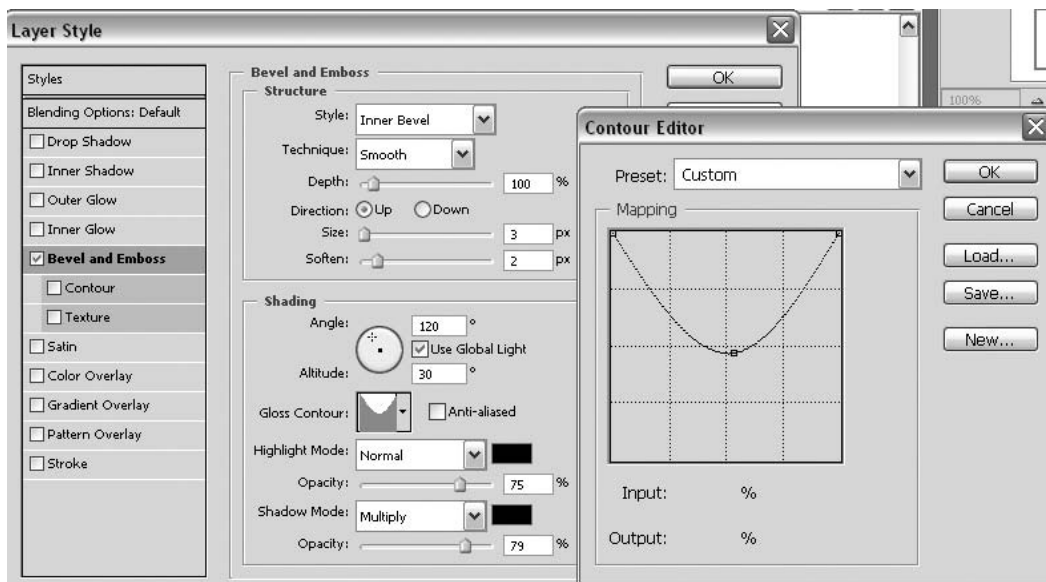 Layer Style
Styles
Blending Options: Default
Drop Shadow
Inner Shadow
Outer Glow
Inner Glow
Bevel and Emboss
Contour
Texture
Satin
Color Overlay
Gradient Overlay
Pattern Overlay
Stroke
Bevel and Emboss
Structure
Style: Inner Bevel
Technique: Smooth
Depth: 100 %
Direction: Up Down
Size: 3 px
Soften: 2 px
Shading
Angle: 120 °
Use Global Light
Altitude: 30 °
Gloss Contour: Anti-aliased
Highlight Mode: Normal
Opacity: 75 %
Shadow Mode: Multiply
Opacity: 79 %
OK
100%
Contour Editor
Preset: Custom
Mapping
Input: %
Output: %
OK
Cancel
Load...
Save...
New...